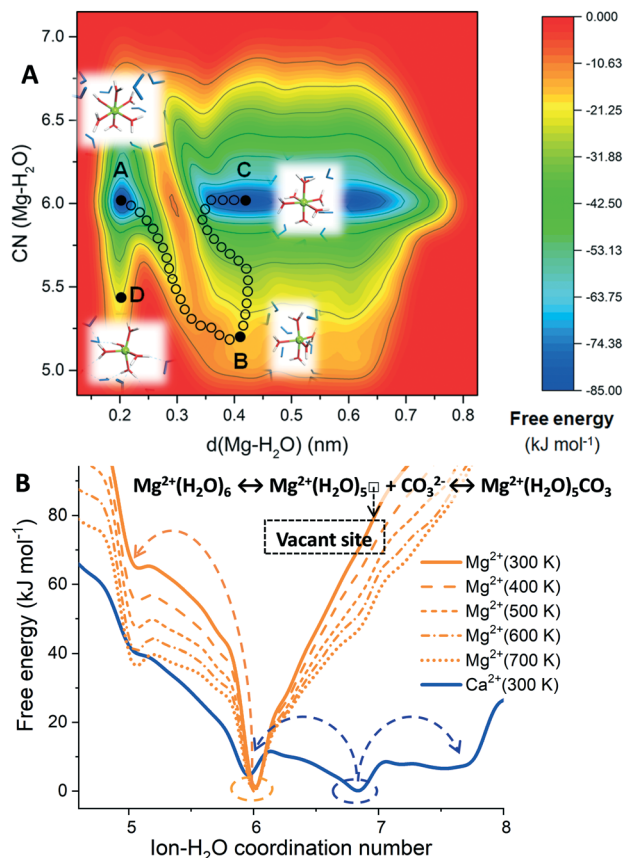 A
7.0
6.5
6.0
5.5
5.0
CN (Mg-H₂O)
A
C
D
B
0.2 0.3 0.4 0.5 0.6 0.7 0.8
d(Mg-H₂O) (nm)
0.000
-10.63
-21.25
-31.88
-42.50
-53.13
-63.75
-74.38
-85.00
Free energy
(kJ mol⁻¹)
B
Mg²⁺(H₂O)₆ ↔ Mg²⁺(H₂O)₅□ + CO₃²⁻ ↔ Mg²⁺(H₂O)₅CO₃
Vacant site
Mg²⁺(300 K)
Mg²⁺(400 K)
Mg²⁺(500 K)
Mg²⁺(600 K)
Mg²⁺(700 K)
Ca²⁺(300 K)
80
60
40
20
0
Free energy (kJ mol⁻¹)
5 6 7 8
Ion-H₂O coordination number